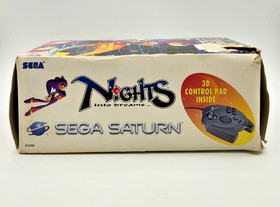 SEGA
NiGHTS
into dreams...
3D
CONTROL PAD
INSIDE
SEGA SATURN